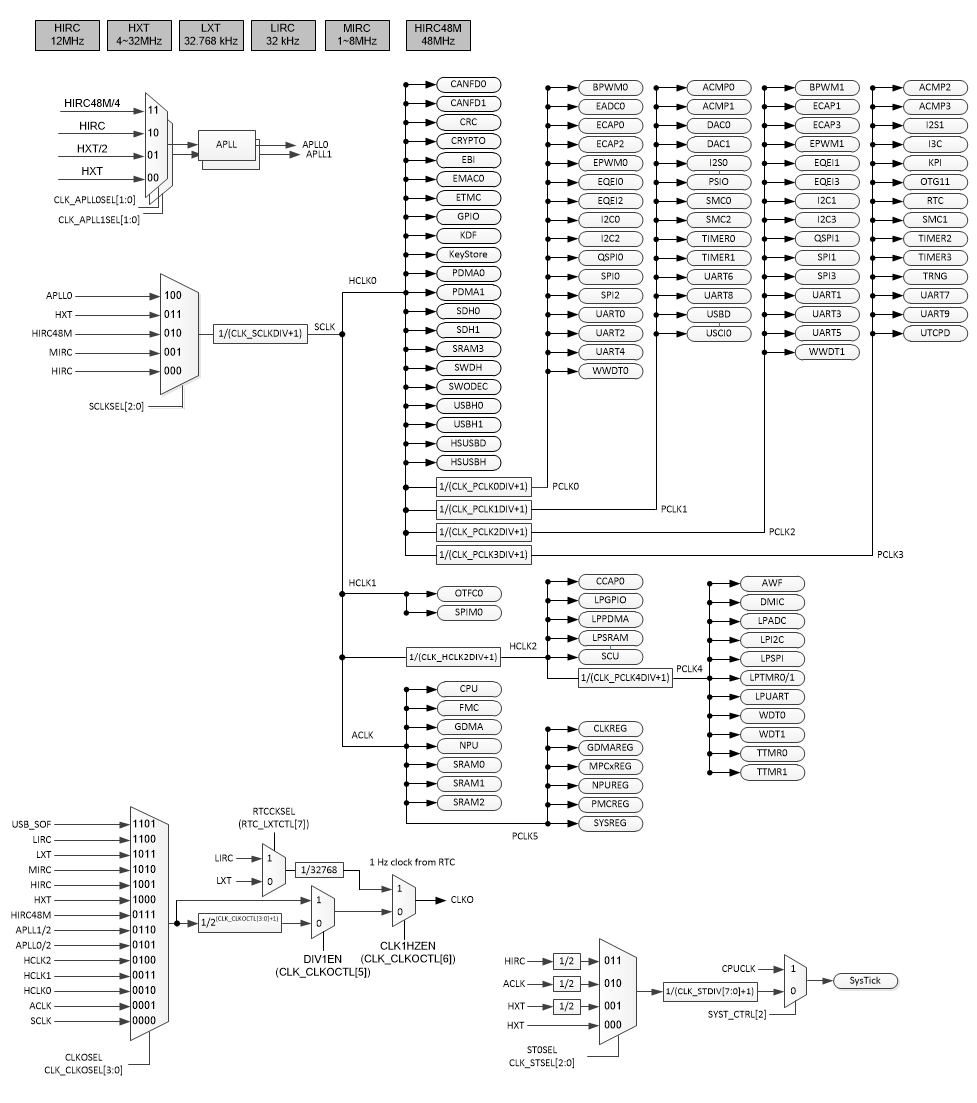 HIRC
12MHz
HXT
4~32MHz
LXT
32.768 kHz
LIRC
32 kHz
MIRC
1~8MHz
HIRC48M
48MHz
HIRC48M/4
HIRC
HXT/2
HXT
11
10
01
00
CLK_APLL0SEL[1:0]
CLK_APLL1SEL[1:0]
APLL
APLL0
APLL1
APLL0
HXT
HIRC48M
MIRC
HIRC
100
011
010
001
000
SCLKSEL[2:0]
1/(CLK_SCLKDIV+1)
SCLK
HCLK0
CANFD0
CANFD1
CRC
CRYPTO
EBI
EMAC0
ETMC
GPIO
KDF
KeyStore
PDMA0
PDMA1
SDH0
SDH1
SRAM3
SWDH
SWODEC
USBH0
USBH1
HSUSBD
HSUSBH
1/(CLK_PCLK0DIV+1)
PCLK0
1/(CLK_PCLK1DIV+1)
PCLK1
1/(CLK_PCLK2DIV+1)
PCLK2
1/(CLK_PCLK3DIV+1)
PCLK3
BPWM0
EADC0
ECAP0
ECAP2
EPWM0
EQEI0
EQEI2
I2C0
I2C2
QSPI0
SPI0
SPI2
UART0
UART2
UART4
WWDT0
ACMP0
ACMP1
DAC0
DAC1
I2S0
PSIO
SMC0
SMC2
TIMER0
TIMER1
UART6
UART8
USBD
USCI0
BPWM1
ECAP1
ECAP3
EPWM1
EQEI1
EQEI3
I2C1
I2C3
QSPI1
SPI1
SPI3
UART1
UART3
UART5
WWDT1
ACMP2
ACMP3
I2S1
I3C
KPI
OTG11
RTC
SMC1
TIMER2
TIMER3
TRNG
UART7
UART9
UTCPD
HCLK1
OTFC0
SPIM0
1/(CLK_HCLK2DIV+1)
HCLK2
CCAP0
LPGPIO
LPPDMA
LPSRAM
SCU
1/(CLK_PCLK4DIV+1)
PCLK4
AWF
DMIC
LPADC
LPI2C
LPSPI
LPTMR0/1
LPUART
WDT0
WDT1
TTMR0
TTMR1
ACLK
CPU
FMC
GDMA
NPU
SRAM0
SRAM1
SRAM2
PCLK5
CLKREG
GDMAREG
MPCxREG
NPUREG
PMCREG
SYSREG
USB_SOF
LIRC
LXT
MIRC
HIRC
HXT
HIRC48M
APLL1/2
APLL0/2
HCLK2
HCLK1
HCLK0
ACLK
SCLK
1101
1100
1011
1010
1001
1000
0111
0110
0101
0100
0011
0010
0001
0000
CLKOSEL
CLK_CLKOSEL[3:0]
RTCCKSEL
(RTC_LXTCTL[7])
LIRC
LXT
1
0
1/32768
1 Hz clock from RTC
1/2(CLK_CLKOCTL[3:0]+1)
1
0
DIV1EN
(CLK_CLKOCTL[5])
1
0
CLK1HZEN
(CLK_CLKOCTL[6])
CLKO
HIRC
ACLK
HXT
HXT
1/2
1/2
1/2
011
010
001
000
ST0SEL
CLK_STSEL[2:0]
1/(CLK_STDIV[7:0]+1)
CPUCLK
1
0
SYST_CTRL[2]
SysTick